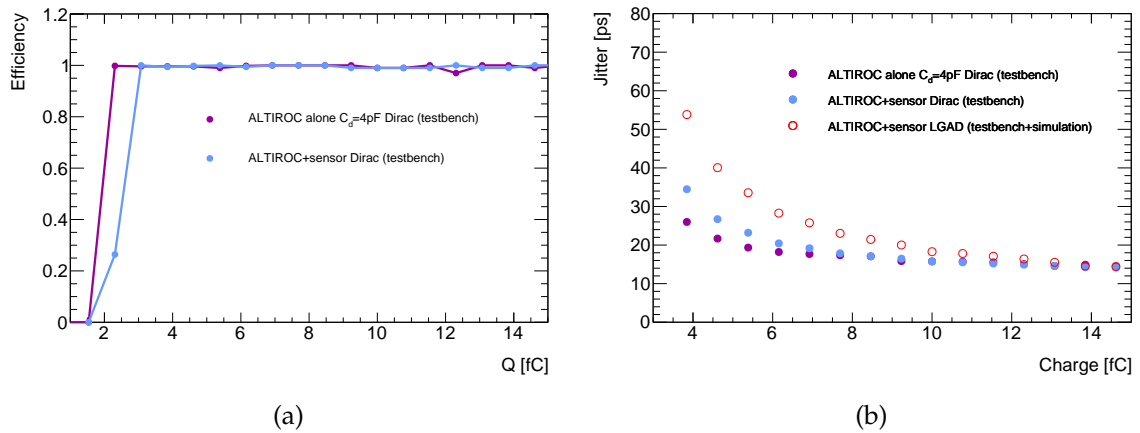 Efficiency
1.2
1
0.8
0.6
0.4
0.2
0
ALTIROC alone C_d=4pF Dirac (testbench)
ALTIROC+sensor Dirac (testbench)
2 4 6 8 10 12 14
Q [fC]
(a)
Jitter [ps]
80
70
60
50
40
30
20
10
0
ALTIROC alone C_d=4pF Dirac (testbench)
ALTIROC+sensor Dirac (testbench)
ALTIROC+sensor LGAD (testbench+simulation)
4 6 8 10 12 14
Charge [fC]
(b)